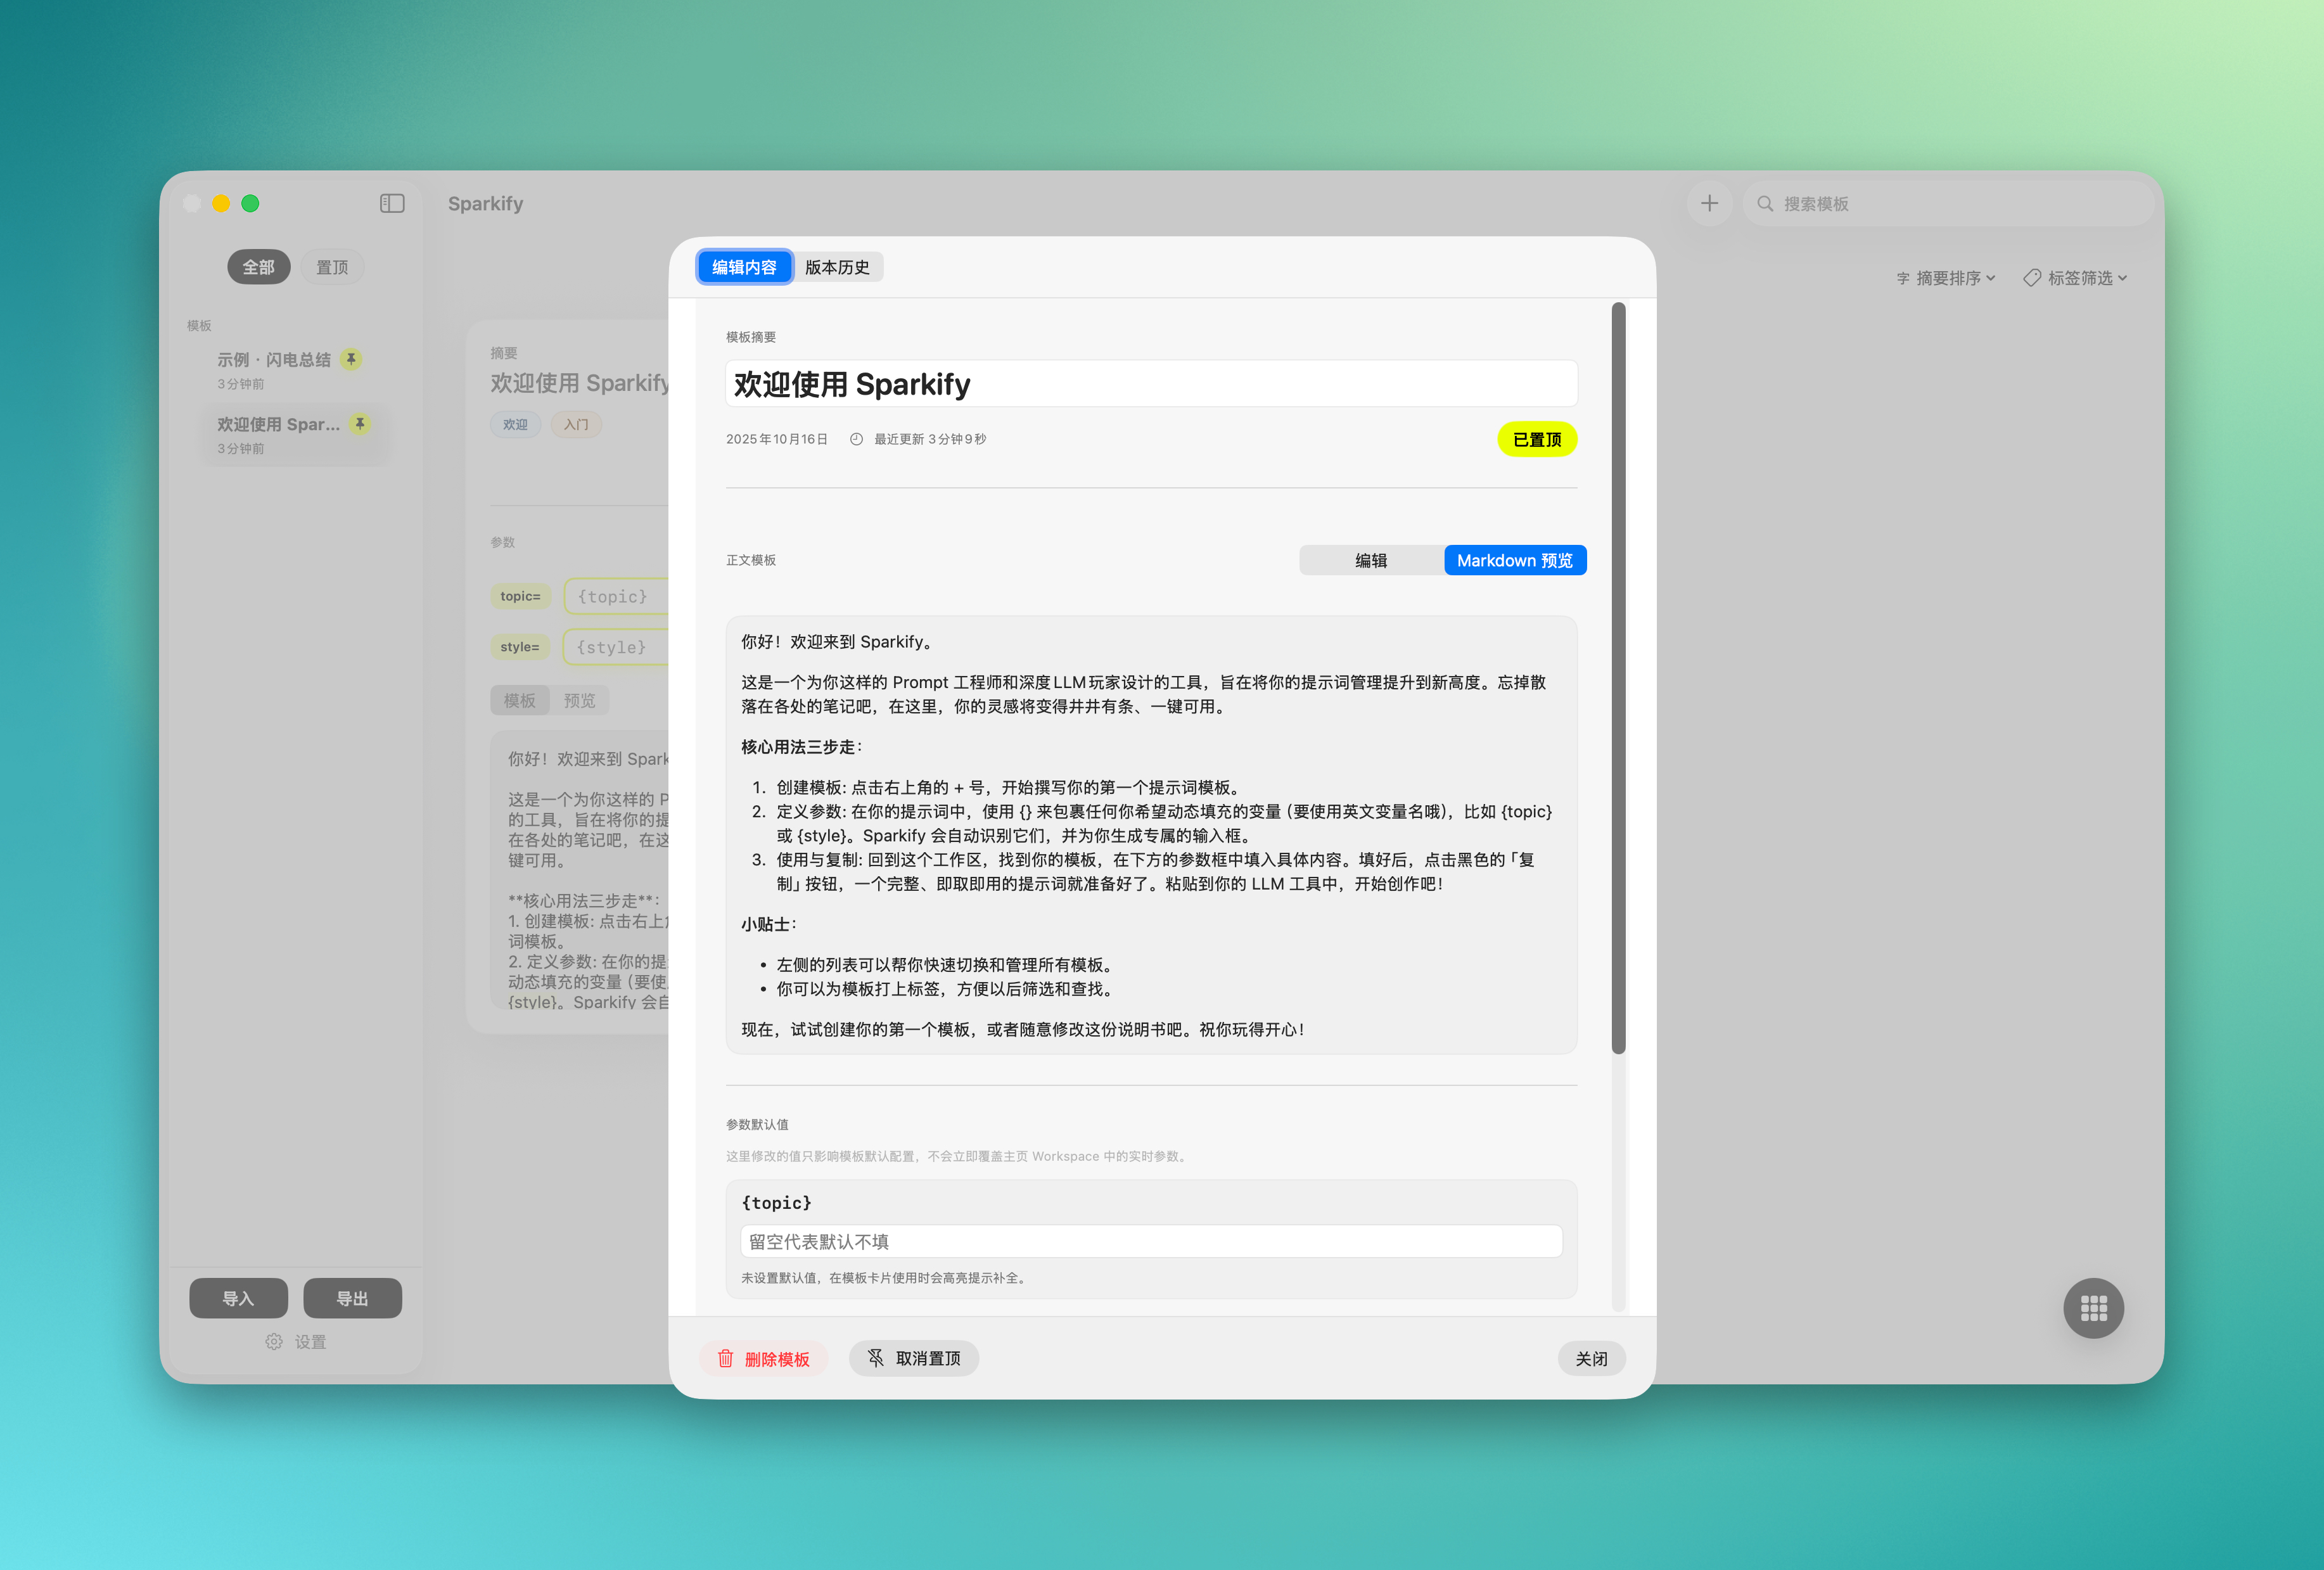 Sparkify
搜索模板
全部
置顶
模板
示例 · 闪电总结
3分钟前
欢迎使用 Spar...
3分钟前
导入
导出
设置
字 摘要排序
标签筛选
摘要
欢迎使用 Sparkify
欢迎
入门
参数
topic=
{topic}
style=
{style}
模板
预览
你好！欢迎来到 Spark
这是一个为你这样的 P
的工具，旨在将你的提
在各处的笔记吧，在这
键可用。
**核心用法三步走**：
1. 创建模板: 点击右上
词模板。
2. 定义参数: 在你的提
动态填充的变量 (要使
{style}。Sparkify 会自
编辑内容
版本历史
模板摘要
欢迎使用 Sparkify
2025年10月16日
最近更新 3分钟9秒
已置顶
正文模板
编辑
Markdown 预览
你好！欢迎来到 Sparkify。
这是一个为你这样的 Prompt 工程师和深度LLM玩家设计的工具，旨在将你的提示词管理提升到新高度。忘掉散
落在各处的笔记吧，在这里，你的灵感将变得井井有条、一键可用。
核心用法三步走：
1. 创建模板: 点击右上角的 + 号，开始撰写你的第一个提示词模板。
2. 定义参数: 在你的提示词中，使用 {} 来包裹任何你希望动态填充的变量 (要使用英文变量名哦)，比如 {topic}
或 {style}。Sparkify 会自动识别它们，并为你生成专属的输入框。
3. 使用与复制: 回到这个工作区，找到你的模板，在下方的参数框中填入具体内容。填好后，点击黑色的「复
制」按钮，一个完整、即取即用的提示词就准备好了。粘贴到你的 LLM 工具中，开始创作吧！
小贴士：
• 左侧的列表可以帮你快速切换和管理所有模板。
• 你可以为模板打上标签，方便以后筛选和查找。
现在，试试创建你的第一个模板，或者随意修改这份说明书吧。祝你玩得开心！
参数默认值
这里修改的值只影响模板默认配置，不会立即覆盖主页 Workspace 中的实时参数。
{topic}
留空代表默认不填
未设置默认值，在模板卡片使用时会高亮提示补全。
删除模板
取消置顶
关闭